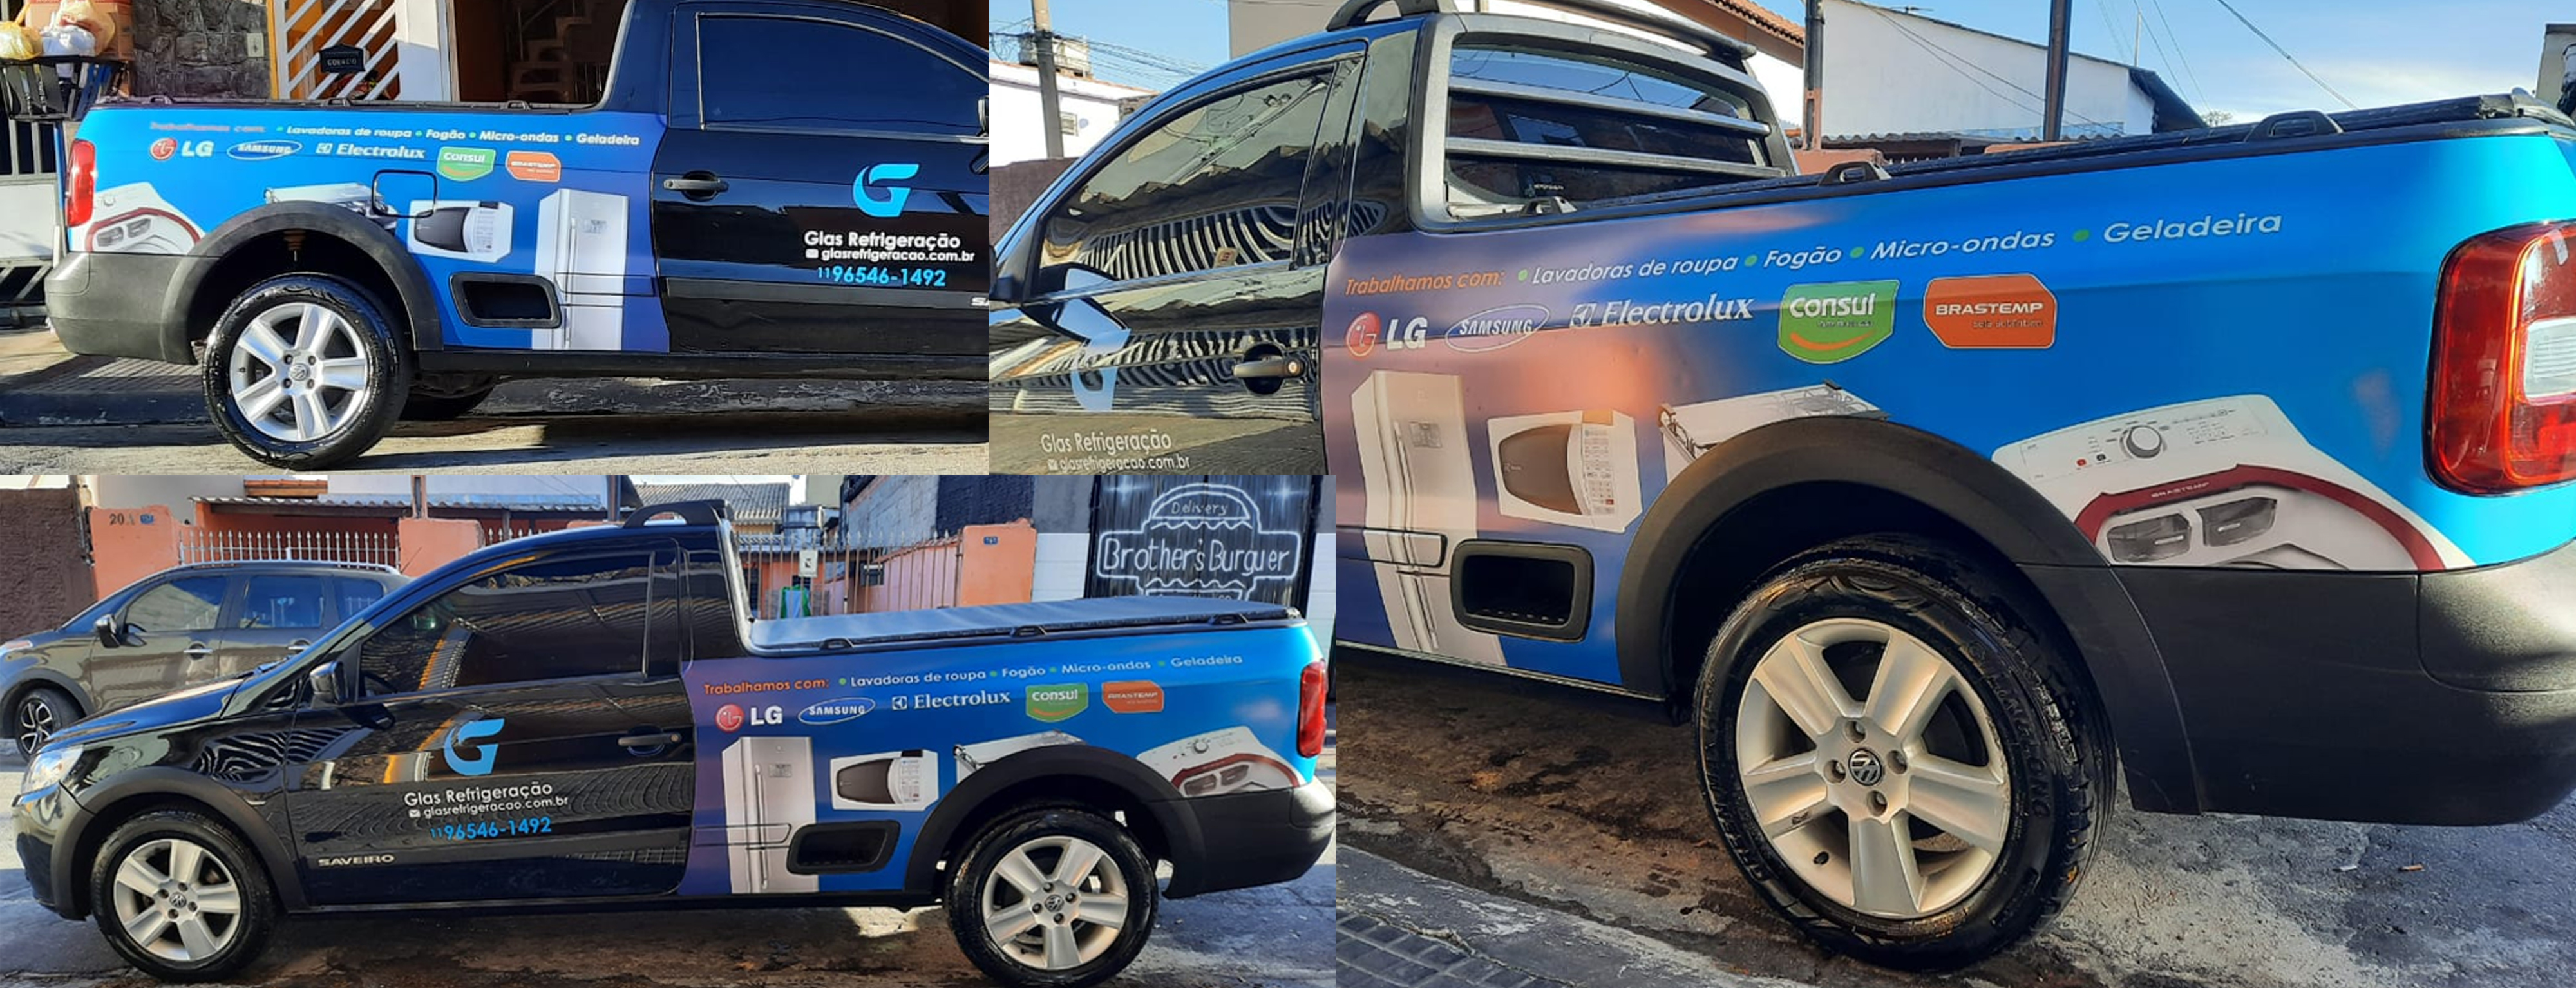 Trabalhamos com: • Lavadoras de roupa • Fogão • Micro-ondas • Geladeira
LG SAMSUNG Electrolux Consul BRASTEMP
Glas Refrigeração
glasrefrigeracao.com.br
11 96546-1492
Trabalhamos com: • Lavadoras de roupa • Fogão • Micro-ondas • Geladeira
LG SAMSUNG Electrolux Consul BRASTEMP
BRASTEMP
Glas Refrigeração
glasrefrigeracao.com.br
20A
Delivery
Brother's Burguer
Trabalhamos com: • Lavadoras de roupa • Fogão • Micro-ondas • Geladeira
LG SAMSUNG Electrolux Consul BRASTEMP
Glas Refrigeração
glasrefrigeracao.com.br
11 96546-1492
SAVEIRO